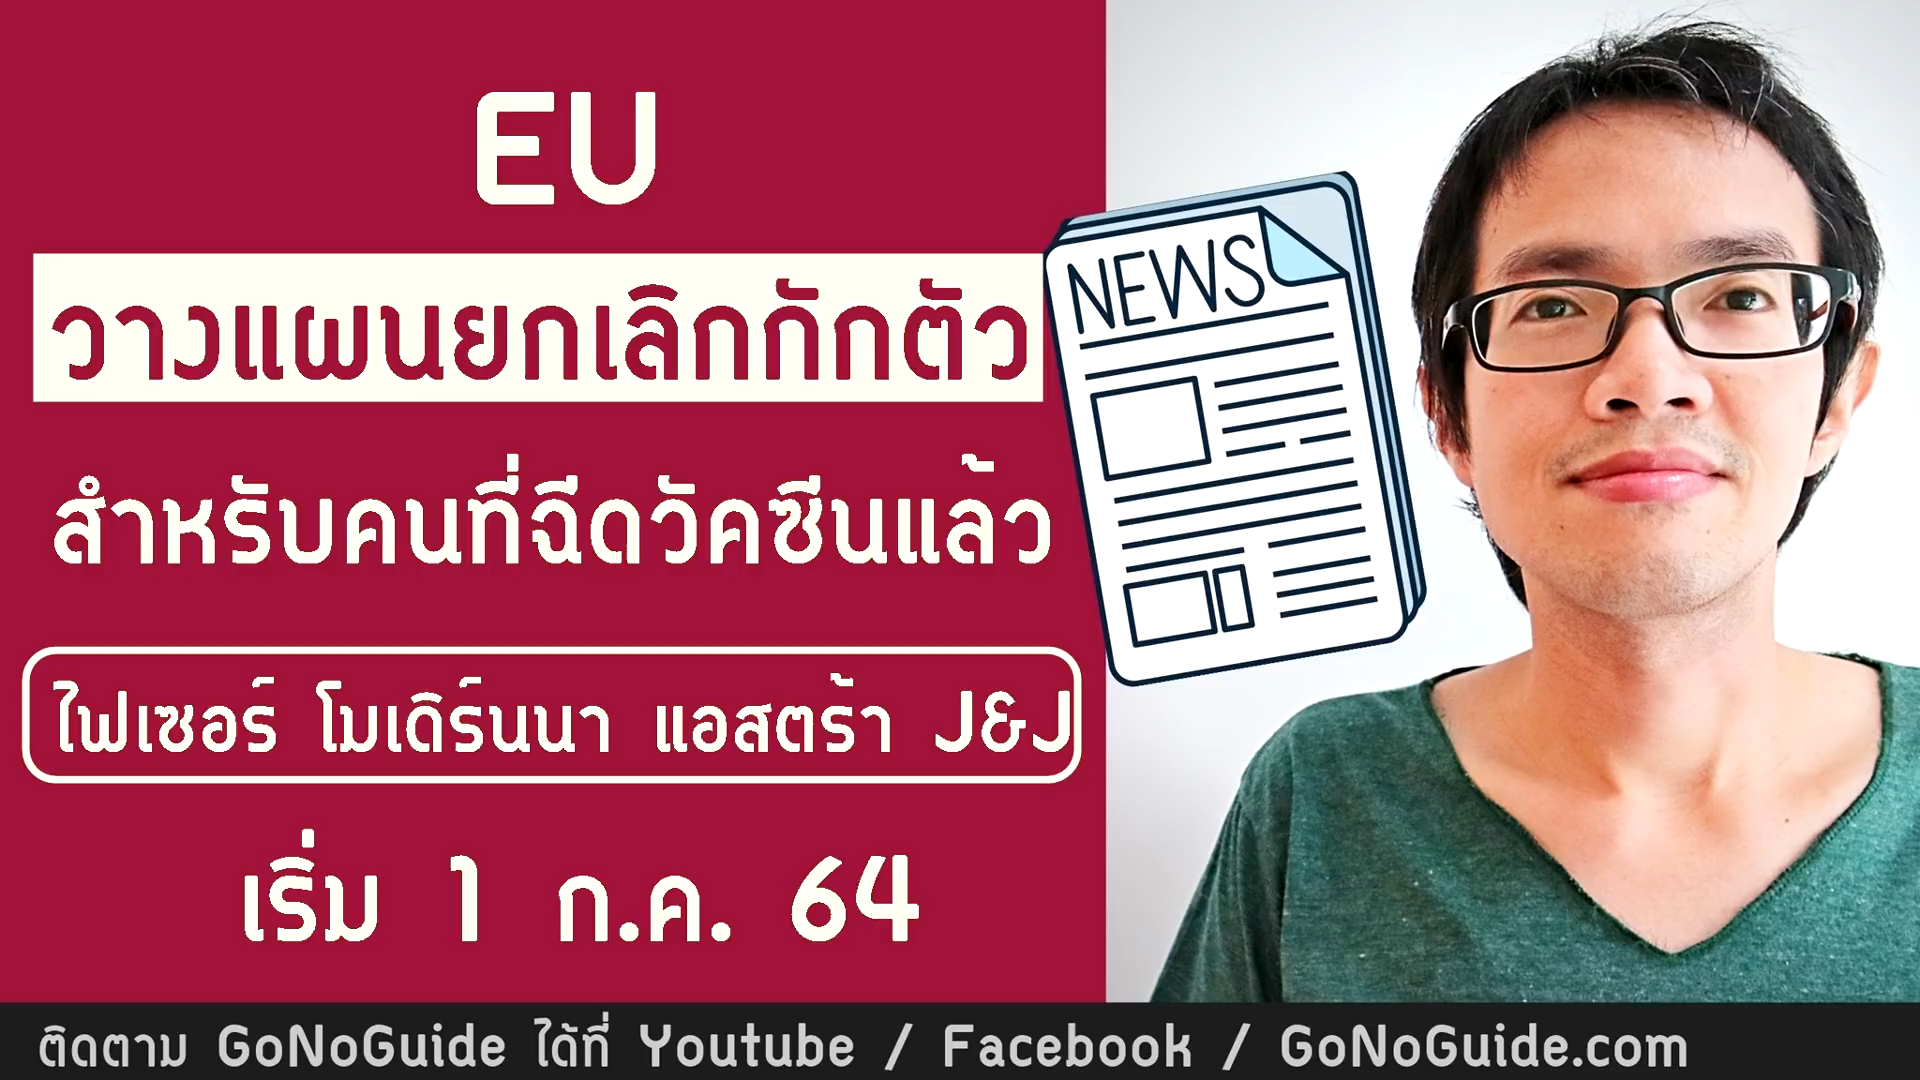 EU
วางแผนยกเลิกกักตัว
สำหรับคนที่ฉีดวัคซีนแล้ว
ไฟเซอร์ โมเดิร์นนา แอสตร้า J&J
เริ่ม 1 ก.ค. 64
NEWS
ติดตาม GoNoGuide ได้ที่ Youtube / Facebook / GoNoGuide.com